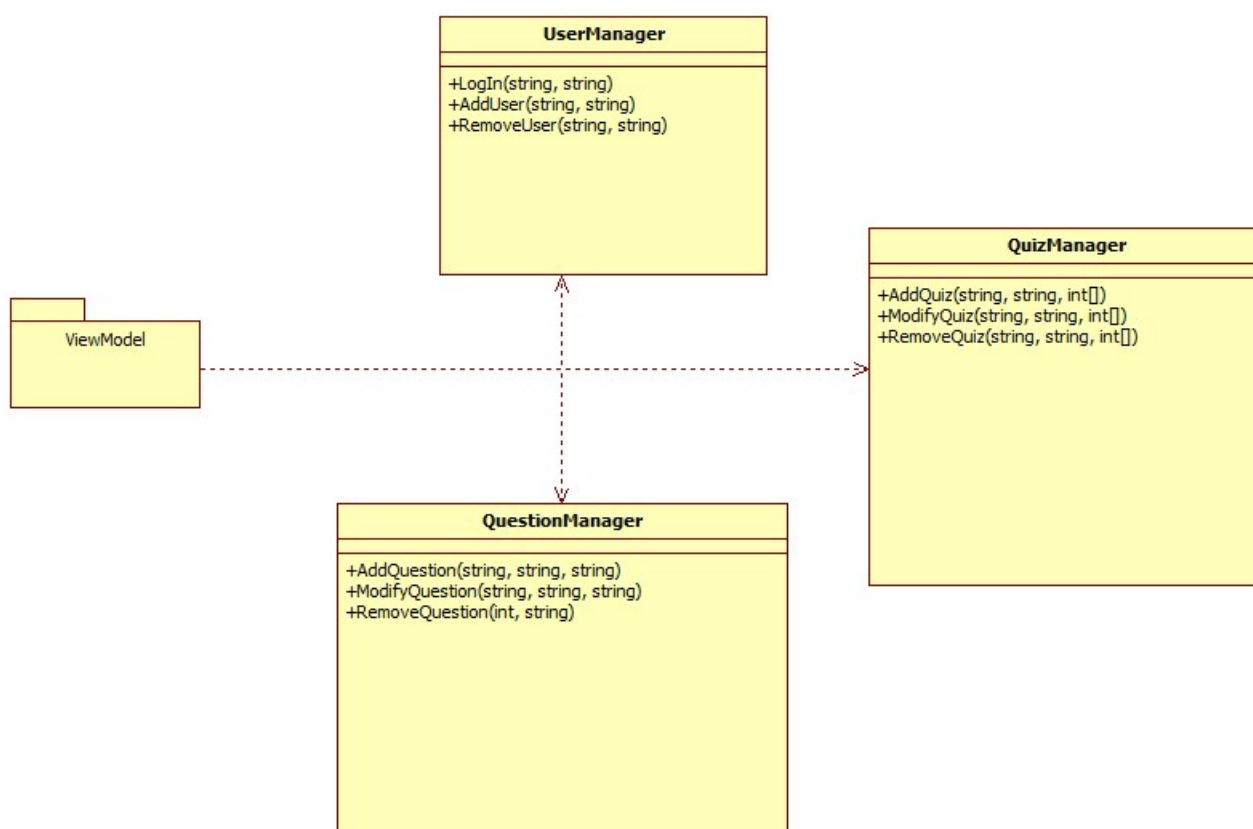 UserManager
+LogIn(string, string)
+AddUser(string, string)
+RemoveUser(string, string)
QuizManager
+AddQuiz(string, string, int[])
+ModifyQuiz(string, string, int[])
+RemoveQuiz(string, string, int[])
ViewModel
QuestionManager
+AddQuestion(string, string, string)
+ModifyQuestion(string, string, string)
+RemoveQuestion(int, string)